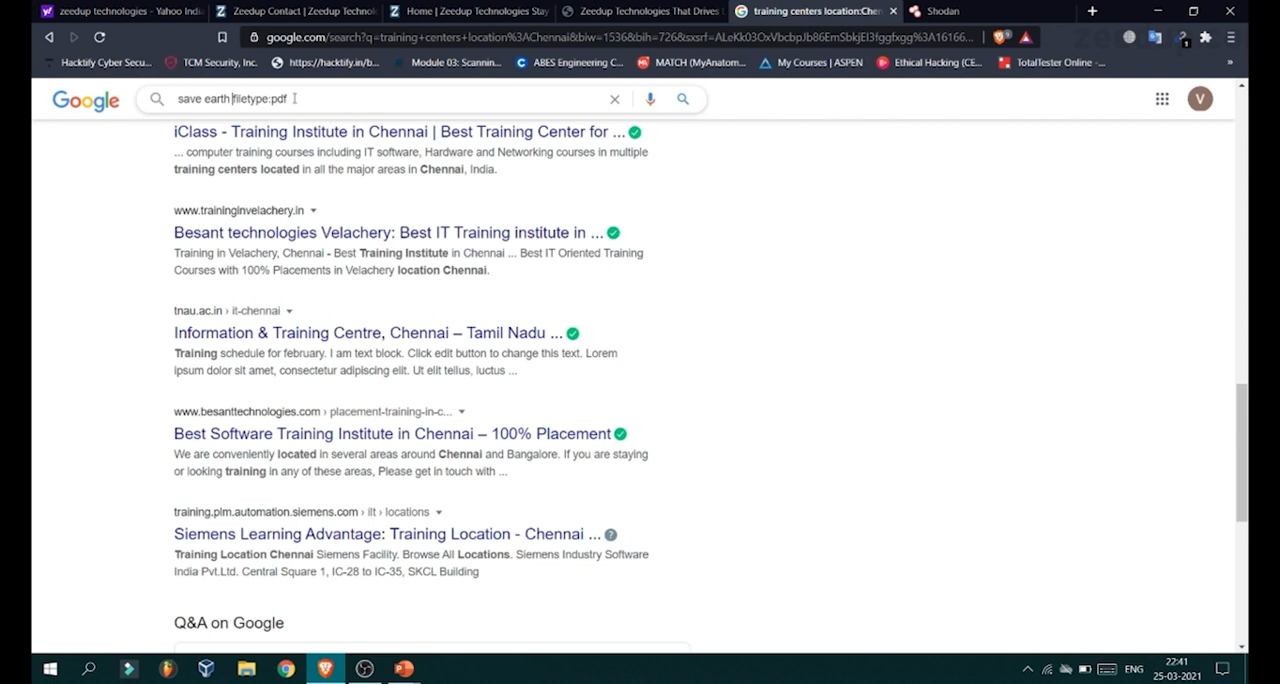 zeedup technologies - Yahoo Indi
Zeedup Contact | Zeedup Technol
Home | Zeedup Technologies Stay
Zeedup Technologies That Drives
training centers location:Chen
Shodan
google.com/search?q=training+centers+location%3AChennai&biw=1536&bih=726&sxsrf=ALeKk03OxVbcbpJb86EmSbkjEl3fggfxgg%3A16166...
Hacktify Cyber Secu...
TCM Security, Inc.
https://hacktify.in/b...
Module 03: Scannin...
ABES Engineering C...
MATCH (MyAnatom...
My Courses | ASPEN
Ethical Hacking (CE...
TotalTester Online -...
»
Google
save earth filetype:pdf
V
iClass - Training Institute in Chennai | Best Training Center for ...
... computer training courses including IT software, Hardware and Networking courses in multiple
training centers located in all the major areas in Chennai, India.
www.traininginvelachery.in
Besant technologies Velachery: Best IT Training institute in ...
Training in Velachery, Chennai - Best Training Institute in Chennai ... Best IT Oriented Training
Courses with 100% Placements in Velachery location Chennai.
tnau.ac.in › it-chennai
Information & Training Centre, Chennai – Tamil Nadu ...
Training schedule for february. I am text block. Click edit button to change this text. Lorem
ipsum dolor sit amet, consectetur adipiscing elit. Ut elit tellus, luctus ...
www.besanttechnologies.com › placement-training-in-c...
Best Software Training Institute in Chennai – 100% Placement
We are conveniently located in several areas around Chennai and Bangalore. If you are staying
or looking training in any of these areas, Please get in touch with ...
training.plm.automation.siemens.com › ilt › locations
Siemens Learning Advantage: Training Location - Chennai ...
Training Location Chennai Siemens Facility. Browse All Locations. Siemens Industry Software
India Pvt.Ltd. Central Square 1, IC-28 to IC-35, SKCL Building
Q&A on Google
ENG
22:41
25-03-2021